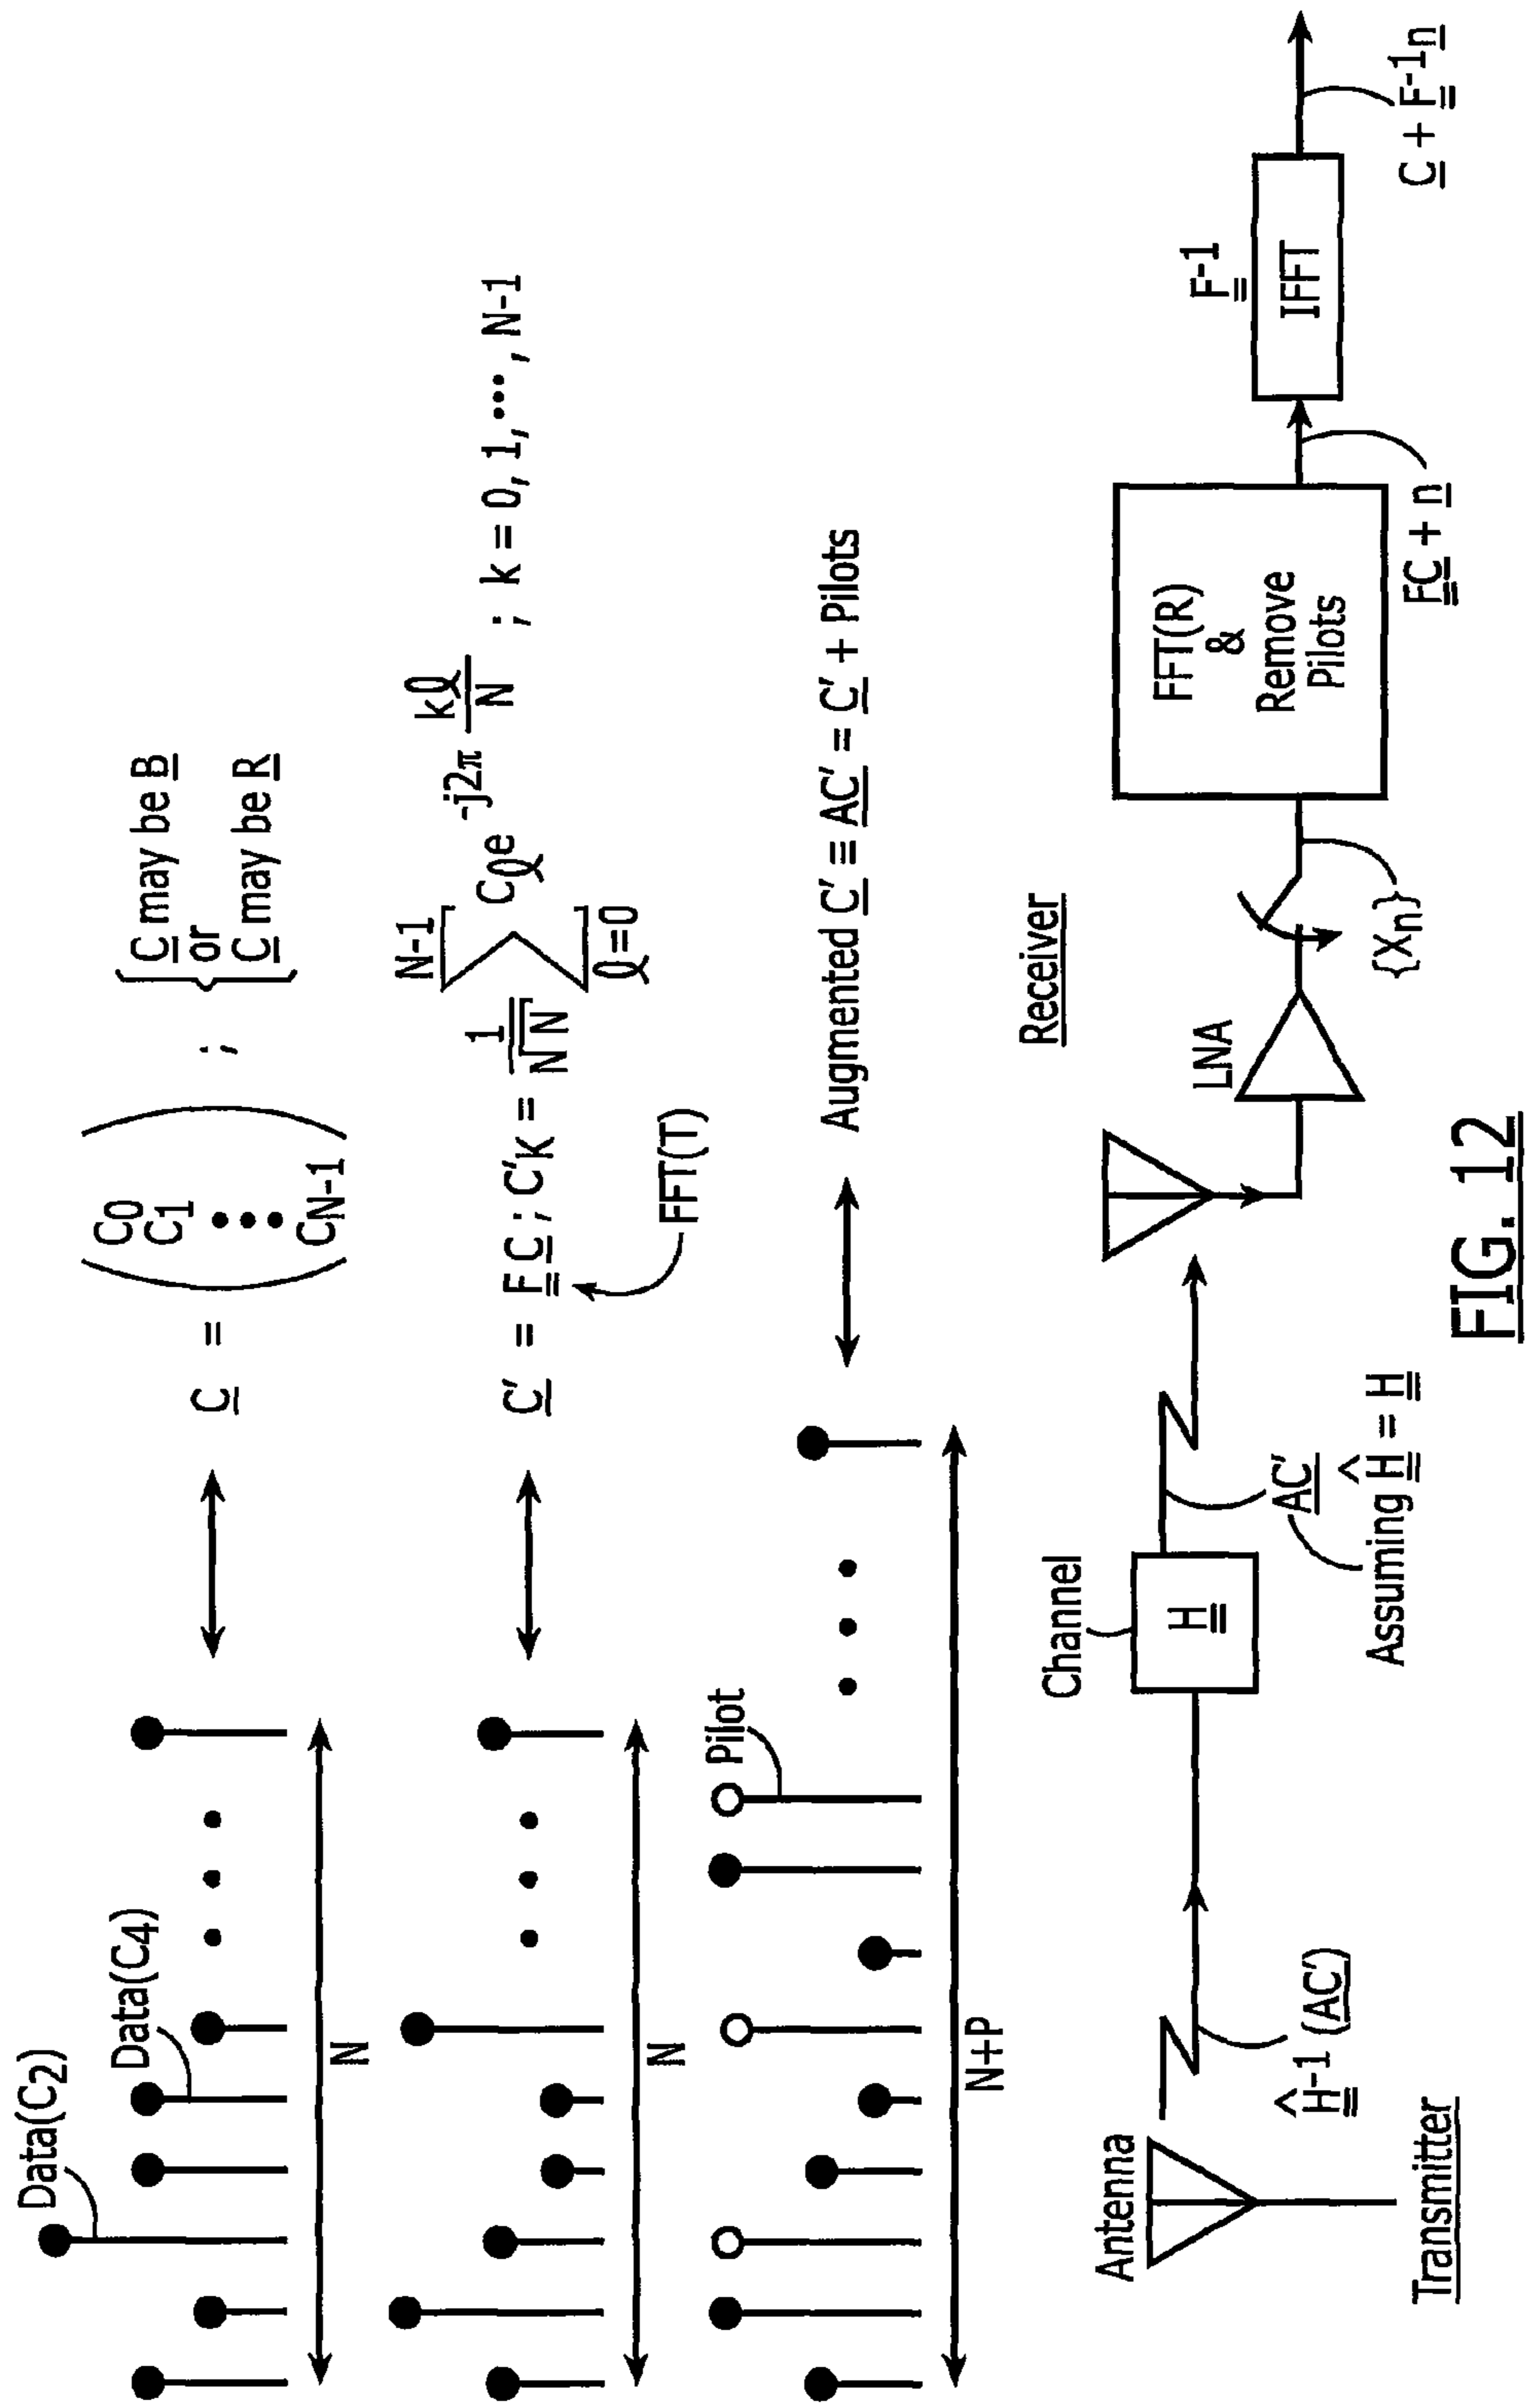 Data(C2)
Data(C4)
N
C = ( C0 C1 ••• CN-1 ) ; { C may be B or C may be R
N
C' = F C ; C'K = 1/N√N ∑ N-1 ℓ=0 Cℓ e -j2π kℓ/N ; k = 0, 1, •••, N-1
FFT(T)
Pilot
N+P
Augmented C' ≡ AC' = C' + Pilots
Antenna
Ĥ-1 (AC')
Transmitter
Channel
H
AC'
Assuming Ĥ = H
Receiver
LNA
{Xn}
FFT(R)
&
Remove
Pilots
FC + n
F-1
IFFT
C + F-1n
FIG. 12